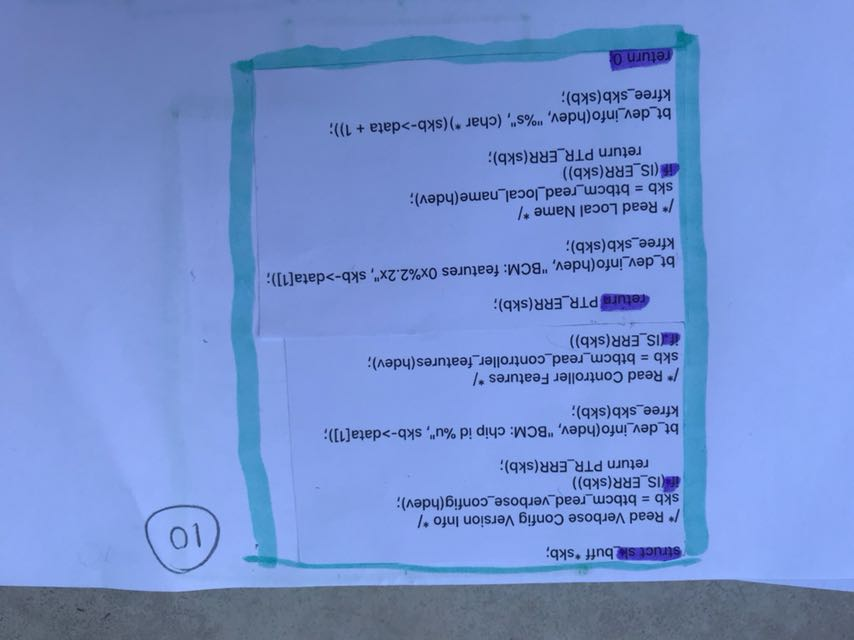 struct sk_buff *skb;
/* Read Verbose Config Version Info */
skb = btbcm_read_verbose_config(hdev);
if (IS_ERR(skb))
return PTR_ERR(skb);
bt_dev_info(hdev, "BCM: chip id %u", skb->data[1]);
kfree_skb(skb);
/* Read Controller Features */
skb = btbcm_read_controller_features(hdev);
if (IS_ERR(skb))
return PTR_ERR(skb);
bt_dev_info(hdev, "BCM: features 0x%2.2x", skb->data[1]);
kfree_skb(skb);
/* Read Local Name */
skb = btbcm_read_local_name(hdev);
if (IS_ERR(skb))
return PTR_ERR(skb);
bt_dev_info(hdev, "%s", (char *)(skb->data + 1));
kfree_skb(skb);
return 0;
10